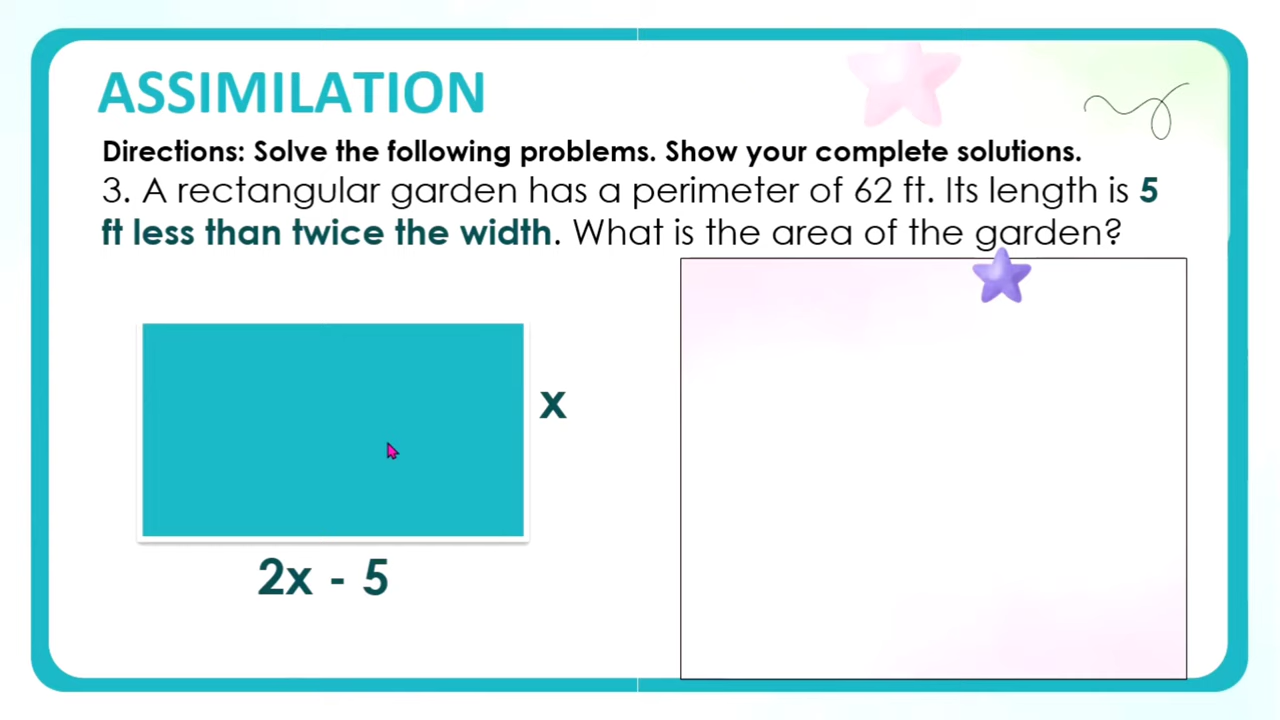 ASSIMILATION
Directions: Solve the following problems. Show your complete solutions.
3. A rectangular garden has a perimeter of 62 ft. Its length is 5
ft less than twice the width. What is the area of the garden?
x
2x - 5